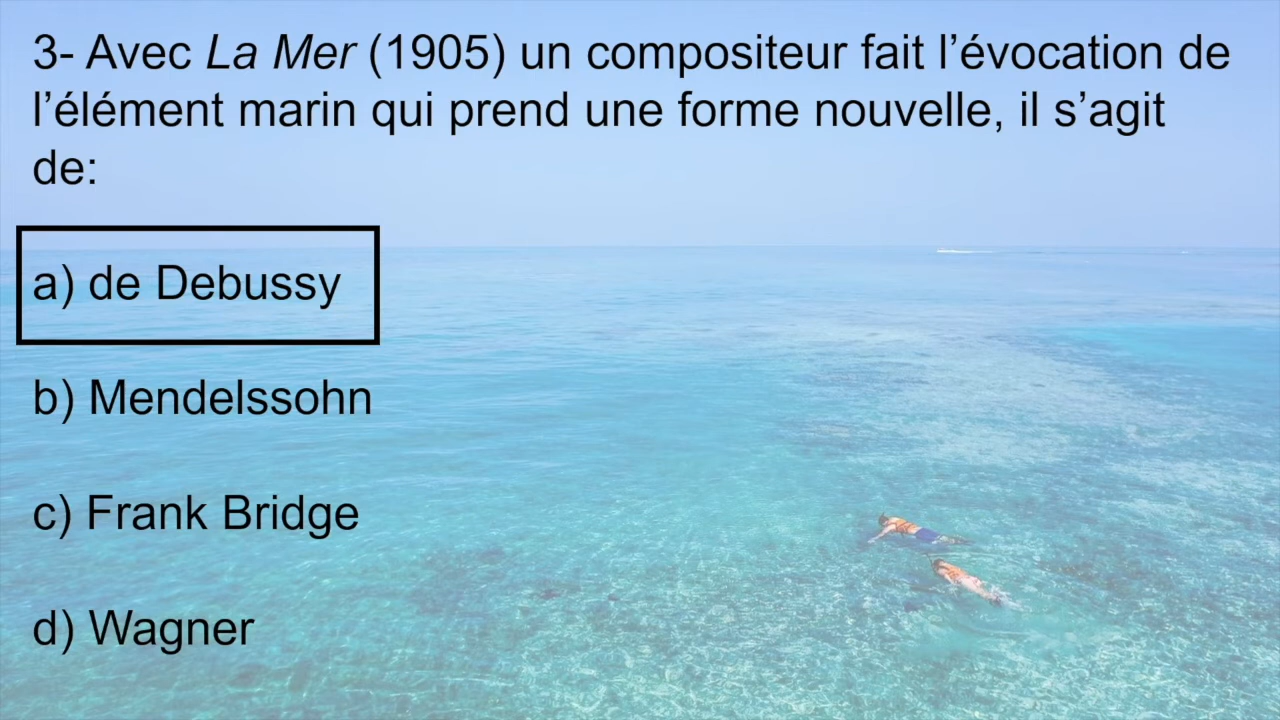 3- Avec La Mer (1905) un compositeur fait l’évocation de
l’élément marin qui prend une forme nouvelle, il s’agit
de:
a) de Debussy
b) Mendelssohn
c) Frank Bridge
d) Wagner